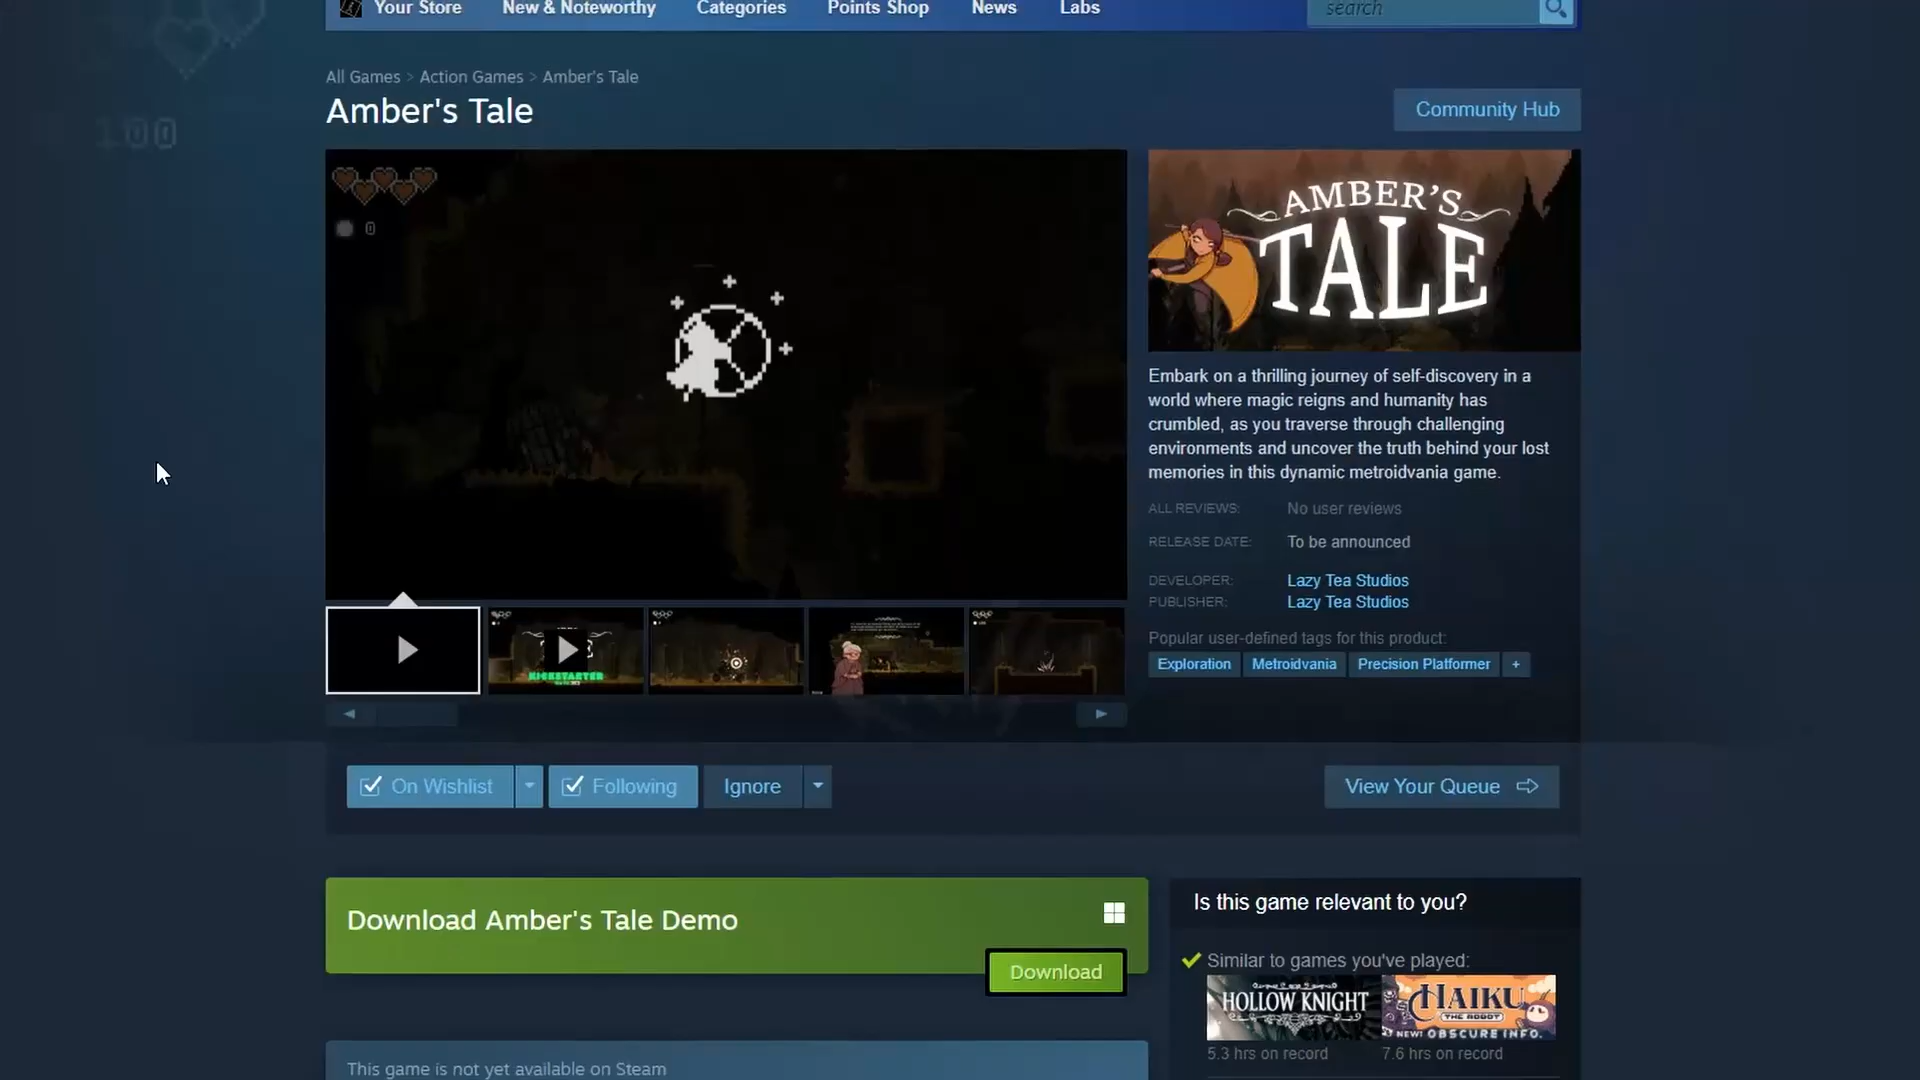 Your Store
New & Noteworthy
Categories
Points Shop
News
Labs
search
All Games > Action Games > Amber's Tale
Amber's Tale
Community Hub
100
0
AMBER'S
TALE
Embark on a thrilling journey of self-discovery in a
world where magic reigns and humanity has
crumbled, as you traverse through challenging
environments and uncover the truth behind your lost
memories in this dynamic metroidvania game.
ALL REVIEWS: No user reviews
RELEASE DATE: To be announced
DEVELOPER: Lazy Tea Studios
PUBLISHER: Lazy Tea Studios
Popular user-defined tags for this product:
Exploration
Metroidvania
Precision Platformer
+
KICKSTARTER
On Wishlist
Following
Ignore
View Your Queue
Download Amber's Tale Demo
Download
Is this game relevant to you?
Similar to games you've played:
HOLLOW KNIGHT
HAIKU
THE ROBOT
NEW! OBSCURE INFO.
5.3 hrs on record
7.6 hrs on record
This game is not yet available on Steam